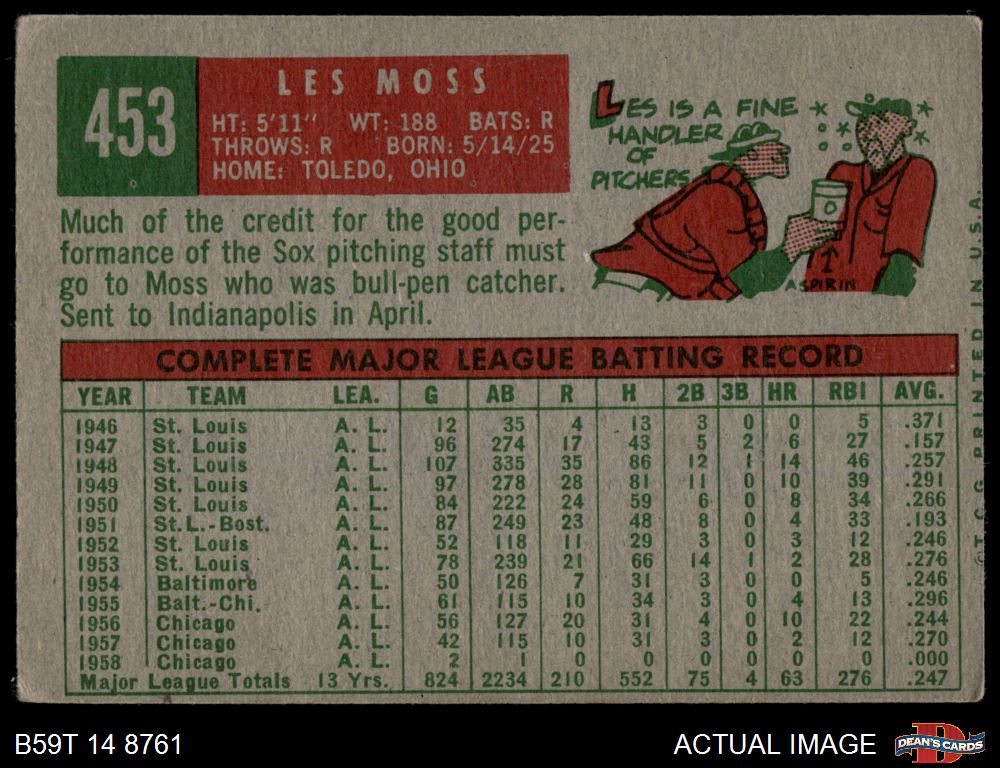 453
LES MOSS
HT: 5'11" WT: 188 BATS: R
THROWS: R BORN: 5/14/25
HOME: TOLEDO, OHIO
LES IS A FINE
HANDLER
OF
PITCHERS
ASPIRIN
Much of the credit for the good per-
formance of the Sox pitching staff must
go to Moss who was bull-pen catcher.
Sent to Indianapolis in April.
COMPLETE MAJOR LEAGUE BATTING RECORD
YEAR TEAM LEA. G AB R H 2B 3B HR RBI AVG.
1946 St. Louis A. L. 12 35 4 13 3 0 0 5 .371
1947 St. Louis A. L. 96 274 17 43 5 2 6 27 .157
1948 St. Louis A. L. 107 335 35 86 12 1 14 46 .257
1949 St. Louis A. L. 97 278 28 81 11 0 10 39 .291
1950 St. Louis A. L. 84 222 24 59 6 0 8 34 .266
1951 St.L.-Bost. A. L. 87 249 23 48 8 0 4 33 .193
1952 St. Louis A. L. 52 118 11 29 3 0 3 12 .246
1953 St. Louis A. L. 78 239 21 66 14 1 2 28 .276
1954 Baltimore A. L. 50 126 7 31 3 0 0 5 .246
1955 Balt.-Chi. A. L. 61 115 10 34 3 0 4 13 .296
1956 Chicago A. L. 56 127 20 31 4 0 10 22 .244
1957 Chicago A. L. 42 115 10 31 3 0 2 12 .270
1958 Chicago A. L. 2 1 0 0 0 0 0 0 .000
Major League Totals 13 Yrs. 824 2234 210 552 75 4 63 276 .247
©T.C.G. PRINTED IN U.S.A.
B59T 14 8761
ACTUAL IMAGE
D
DEAN'S CARDS